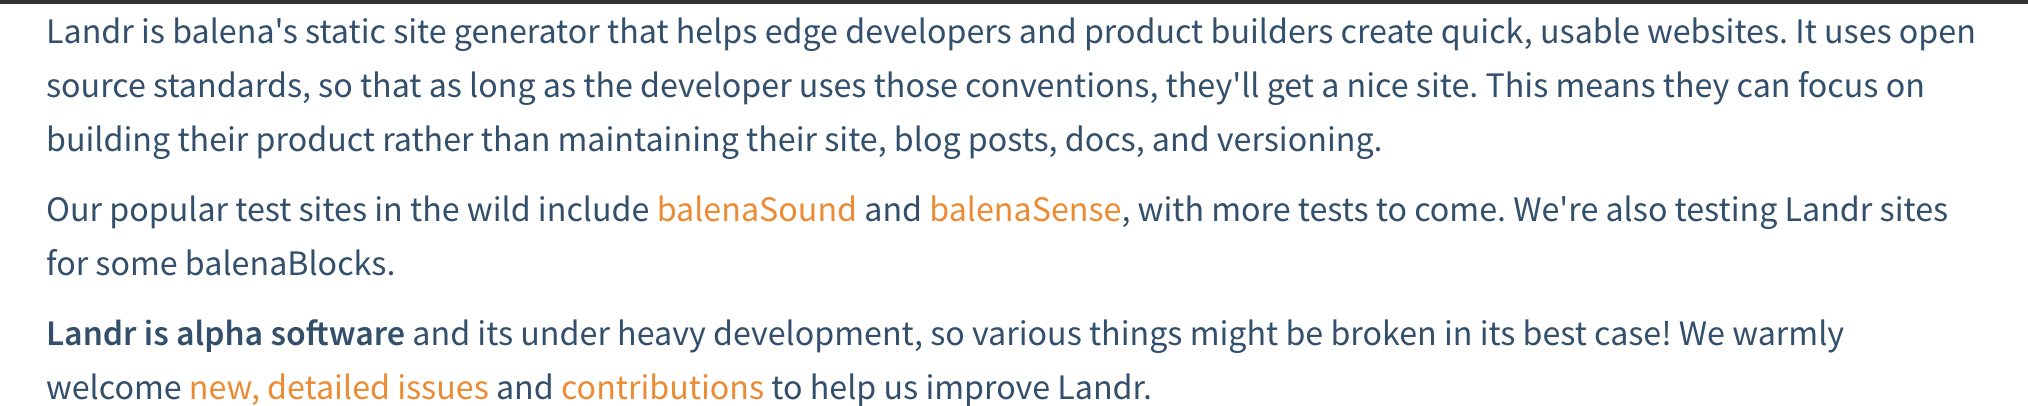 Landr is balena's static site generator that helps edge developers and product builders create quick, usable websites. It uses open
source standards, so that as long as the developer uses those conventions, they'll get a nice site. This means they can focus on
building their product rather than maintaining their site, blog posts, docs, and versioning.
Our popular test sites in the wild include balenaSound and balenaSense, with more tests to come. We're also testing Landr sites
for some balenaBlocks.
Landr is alpha software and its under heavy development, so various things might be broken in its best case! We warmly
welcome new, detailed issues and contributions to help us improve Landr.